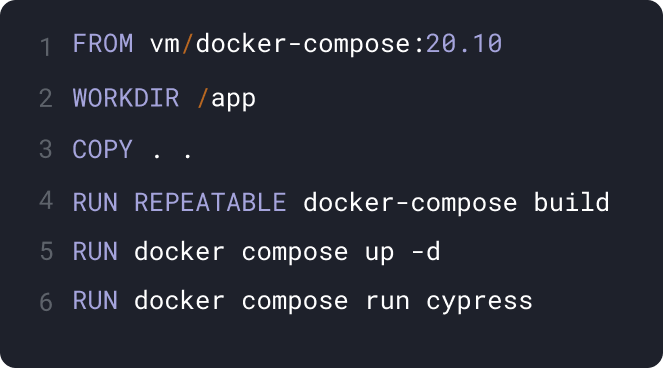 1 FROM vm/docker-compose:20.10
2 WORKDIR /app
3 COPY . .
4 RUN REPEATABLE docker-compose build
5 RUN docker compose up -d
6 RUN docker compose run cypress